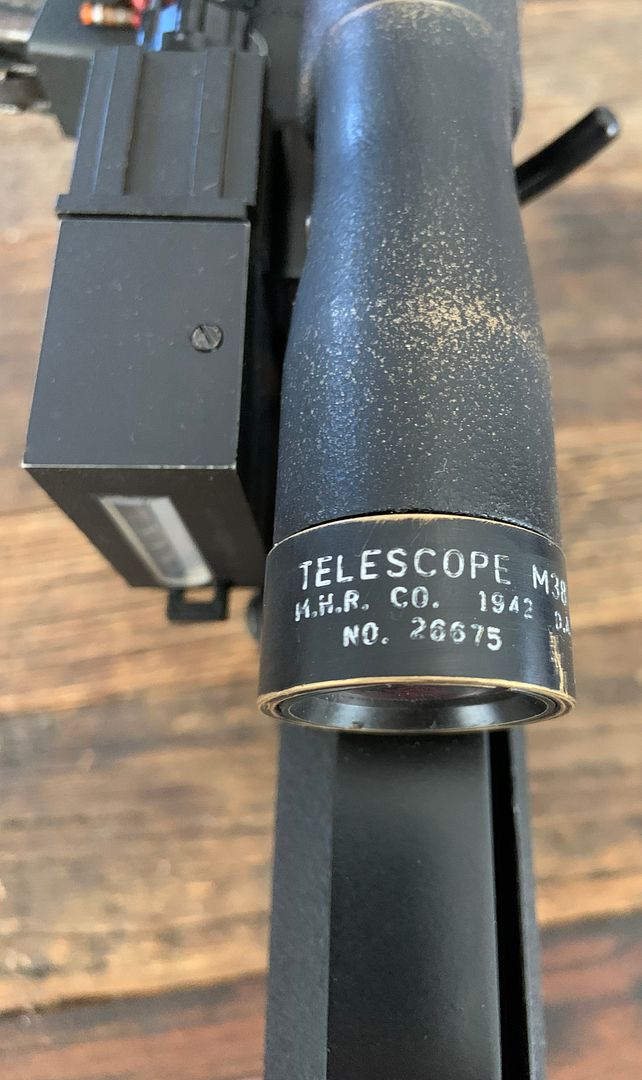 TELESCOPE M38
M.H.R. CO. 1942 D.A
NO. 26675